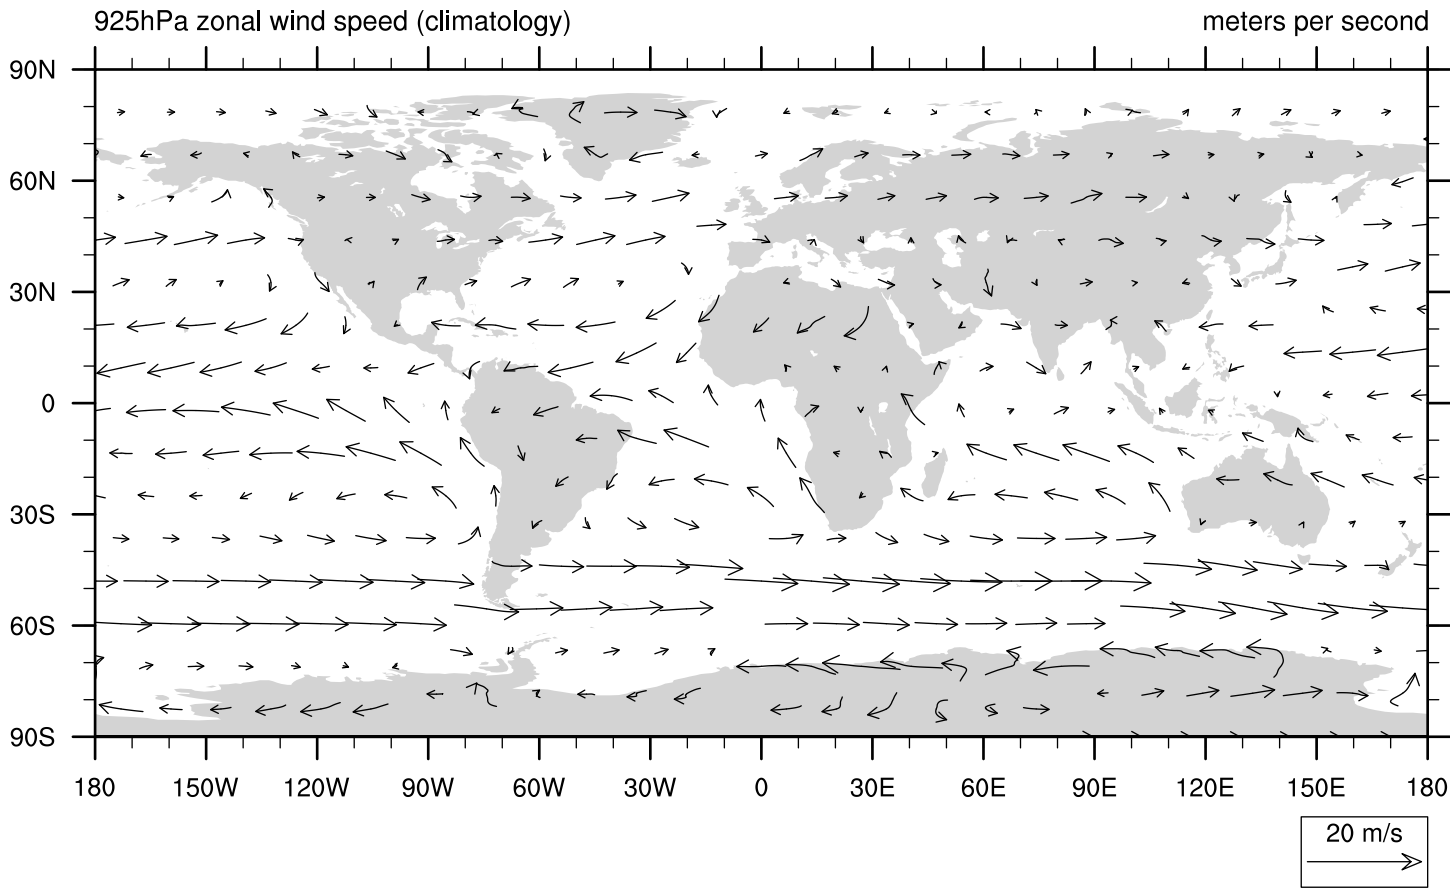 925hPa zonal wind speed (climatology) meters per second
90N
60N
30N
0
30S
60S
90S
180 150W 120W 90W 60W 30W 0 30E 60E 90E 120E 150E 180
20 m/s